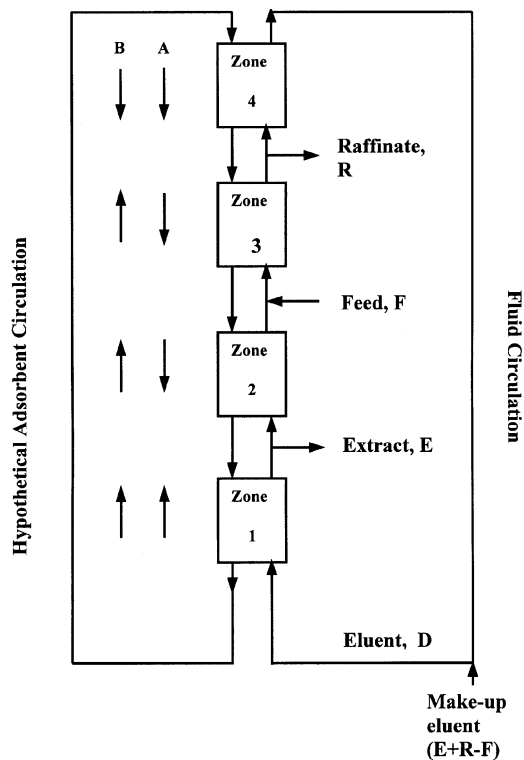 B A
Zone
4
Raffinate,
R
Zone
3
Feed, F
Zone
2
Extract, E
Zone
1
Eluent, D
Make-up
eluent
(E+R-F)
Hypothetical Adsorbent Circulation
Fluid Circulation